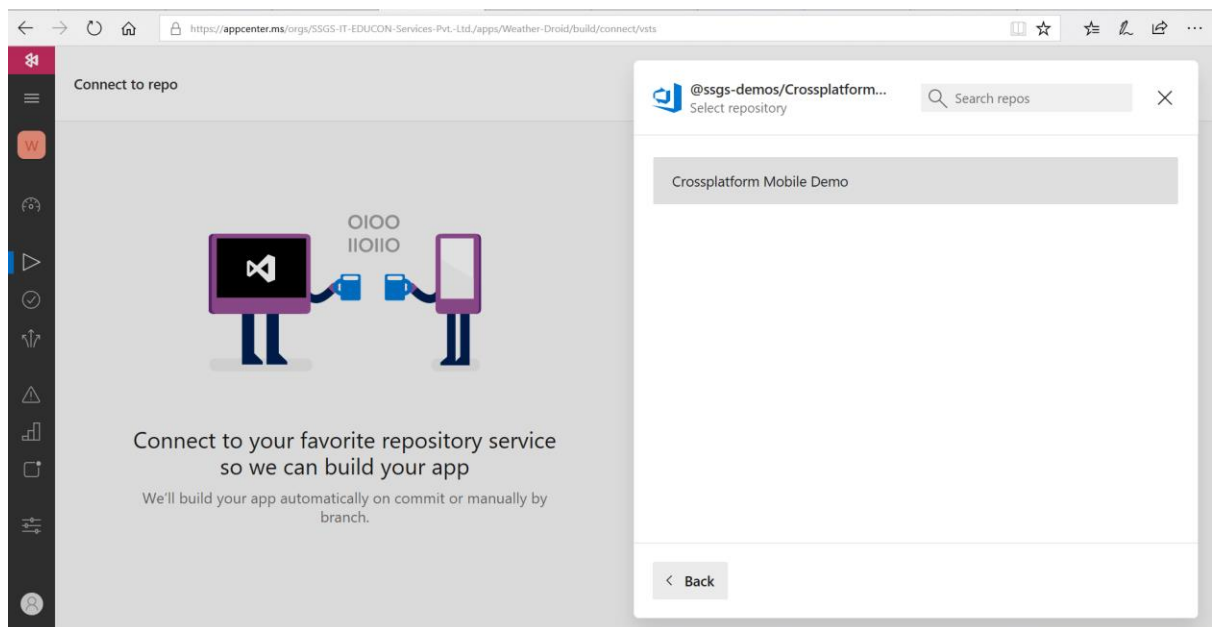 https://appcenter.ms/orgs/SSGS-IT-EDUCON-Services-Pvt.-Ltd./apps/Weather-Droid/build/connect/vsts
Connect to repo
W
@ssgs-demos/Crossplatform...
Select repository
Search repos
Crossplatform Mobile Demo
OIOO
IIOIIO
Connect to your favorite repository service
so we can build your app
We'll build your app automatically on commit or manually by
branch.
Back